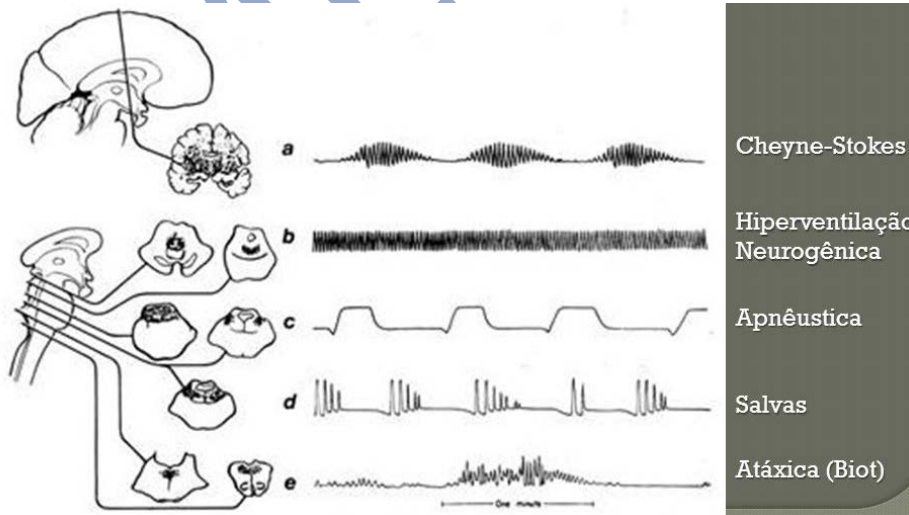 a
Cheyne-Stokes
b
Hiperventilação
Neurogênica
c
Apnêustica
d
Salvas
e
Atáxica (Biot)
One minute